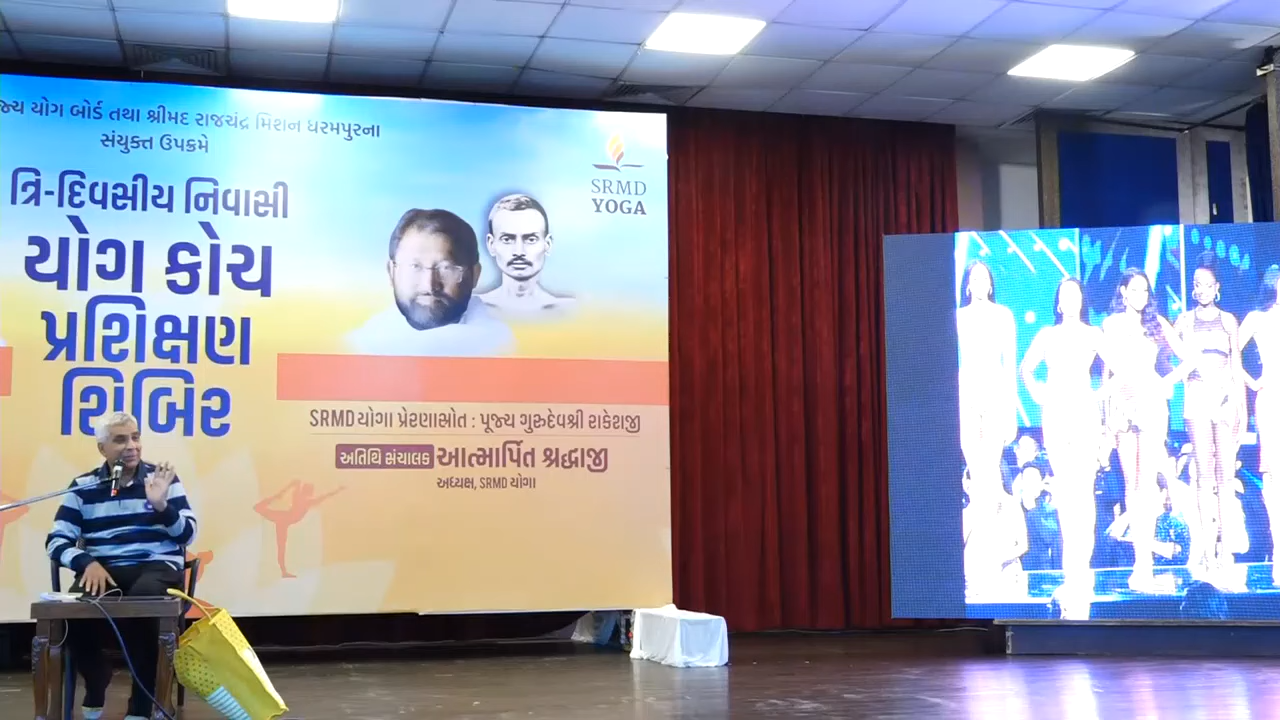 યોગ બોર્ડ તથા શ્રીમદ રાજચંદ્ર મિશન ધરમપુરના
સંયુક્ત ઉપક્રમે
ત્રિ-દિવસીય નિવાસી
યોગ કોચ
પ્રશિક્ષણ
શિબિર
SRMD
YOGA
SRMD યોગા પ્રેરણાસ્રોત : પૂજ્ય ગુરુદેવશ્રી રાકેશજી
અતિથિ સંચાલક આત્માર્પિત શ્રદ્ધાજી
અધ્યક્ષ, SRMD યોગા